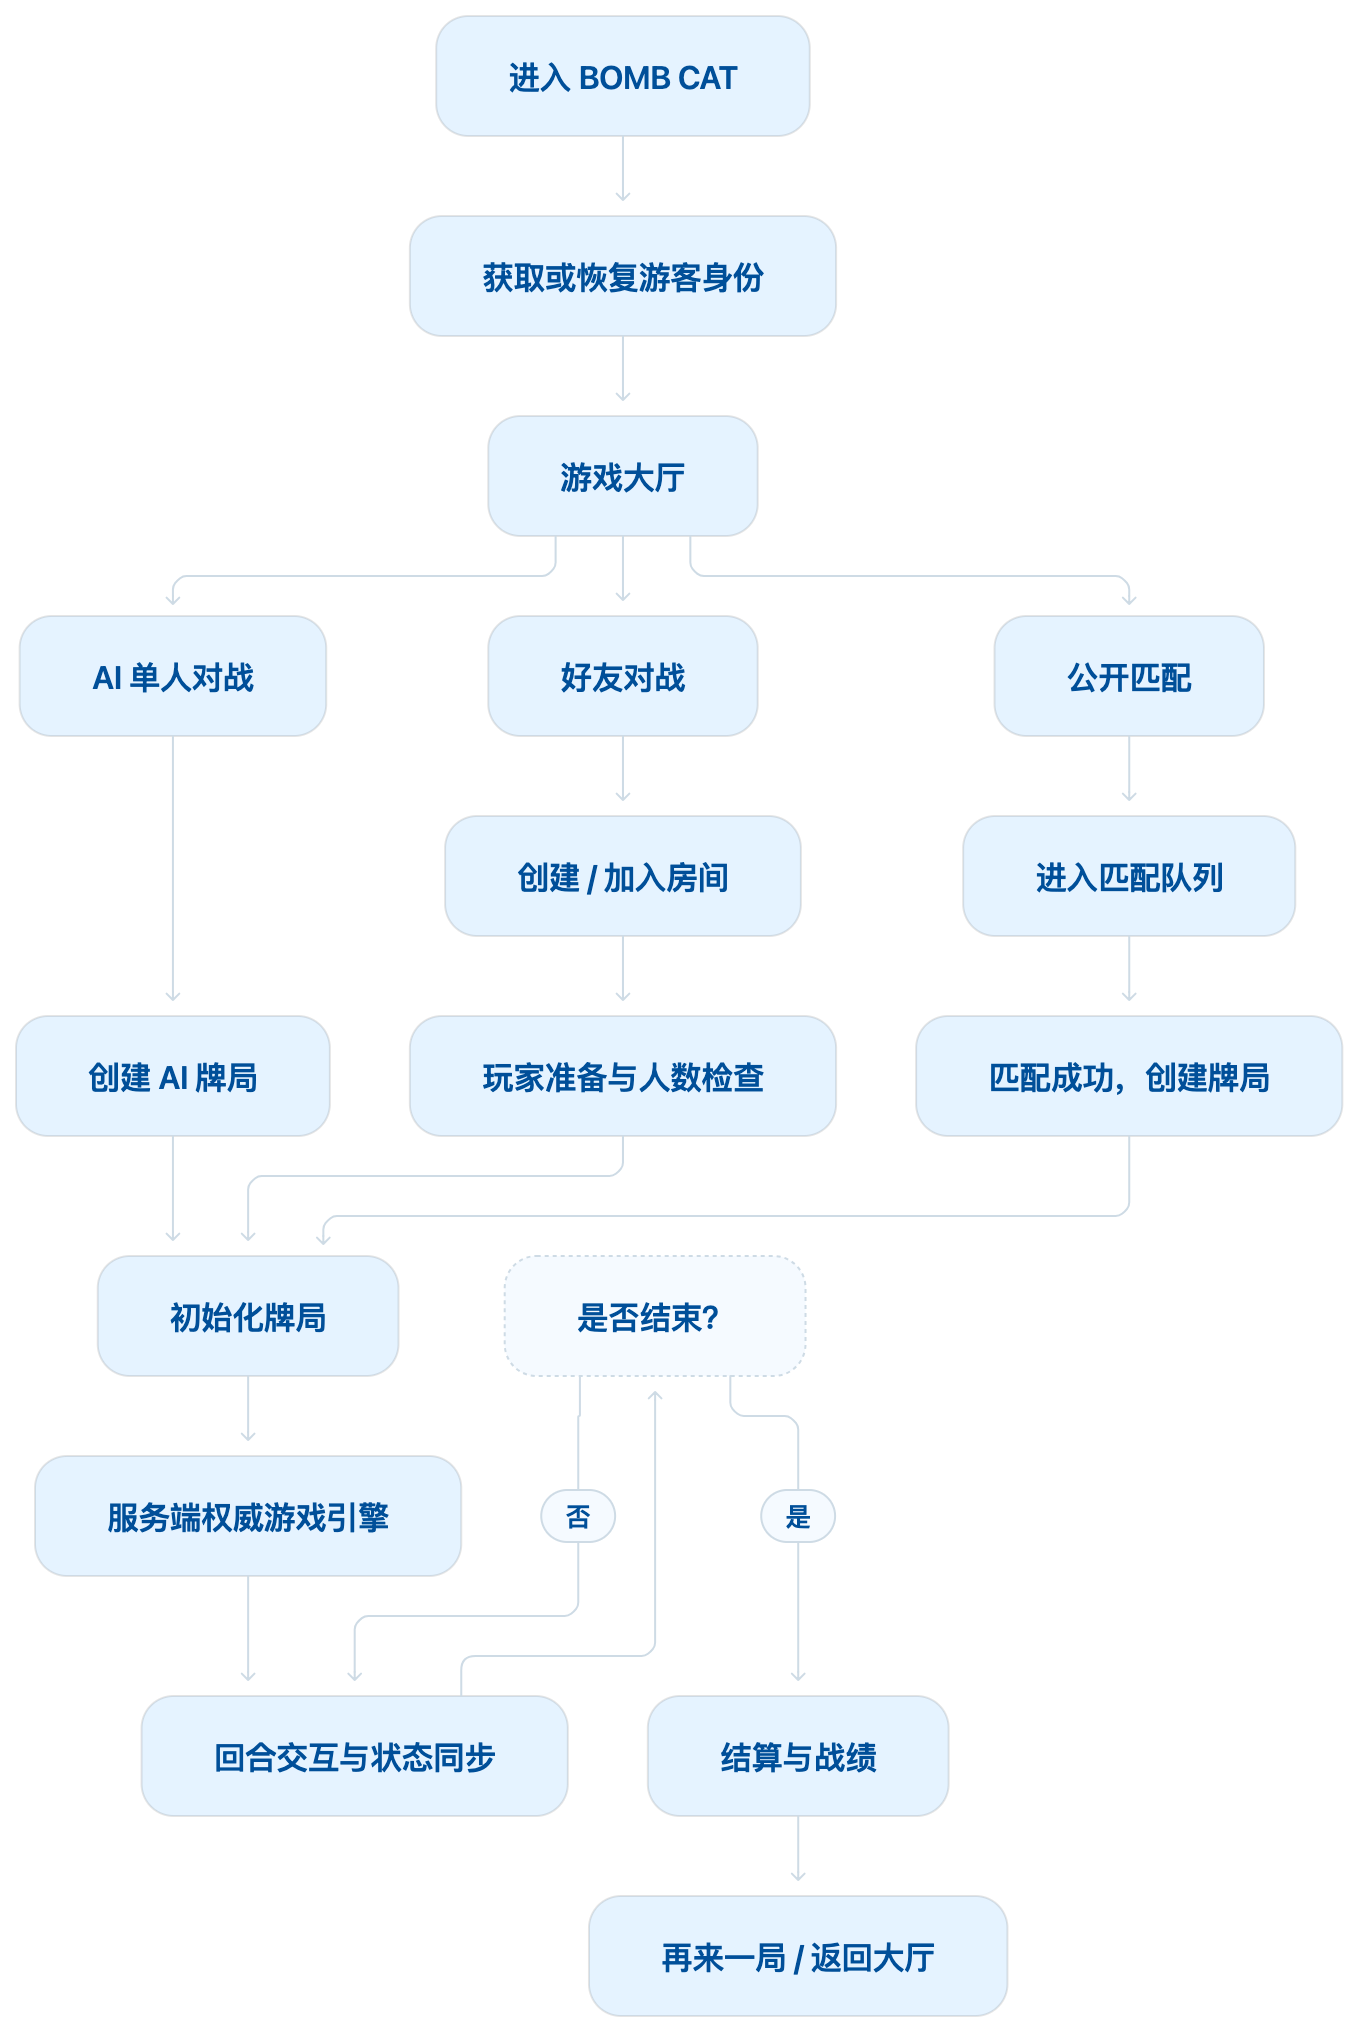 进入 BOMB CAT
获取或恢复游客身份
游戏大厅
AI 单人对战
好友对战
公开匹配
创建 / 加入房间
进入匹配队列
创建 AI 牌局
玩家准备与人数检查
匹配成功，创建牌局
初始化牌局
是否结束?
服务端权威游戏引擎
否
是
回合交互与状态同步
结算与战绩
再来一局 / 返回大厅